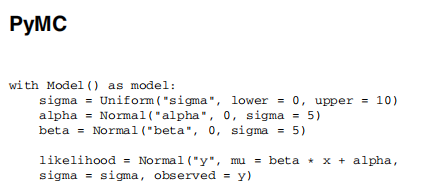 PyMC
with Model() as model:
    sigma = Uniform("sigma", lower = 0, upper = 10)
    alpha = Normal("alpha", 0, sigma = 5)
    beta = Normal("beta", 0, sigma = 5)
    likelihood = Normal("y", mu = beta * x + alpha,
    sigma = sigma, observed = y)